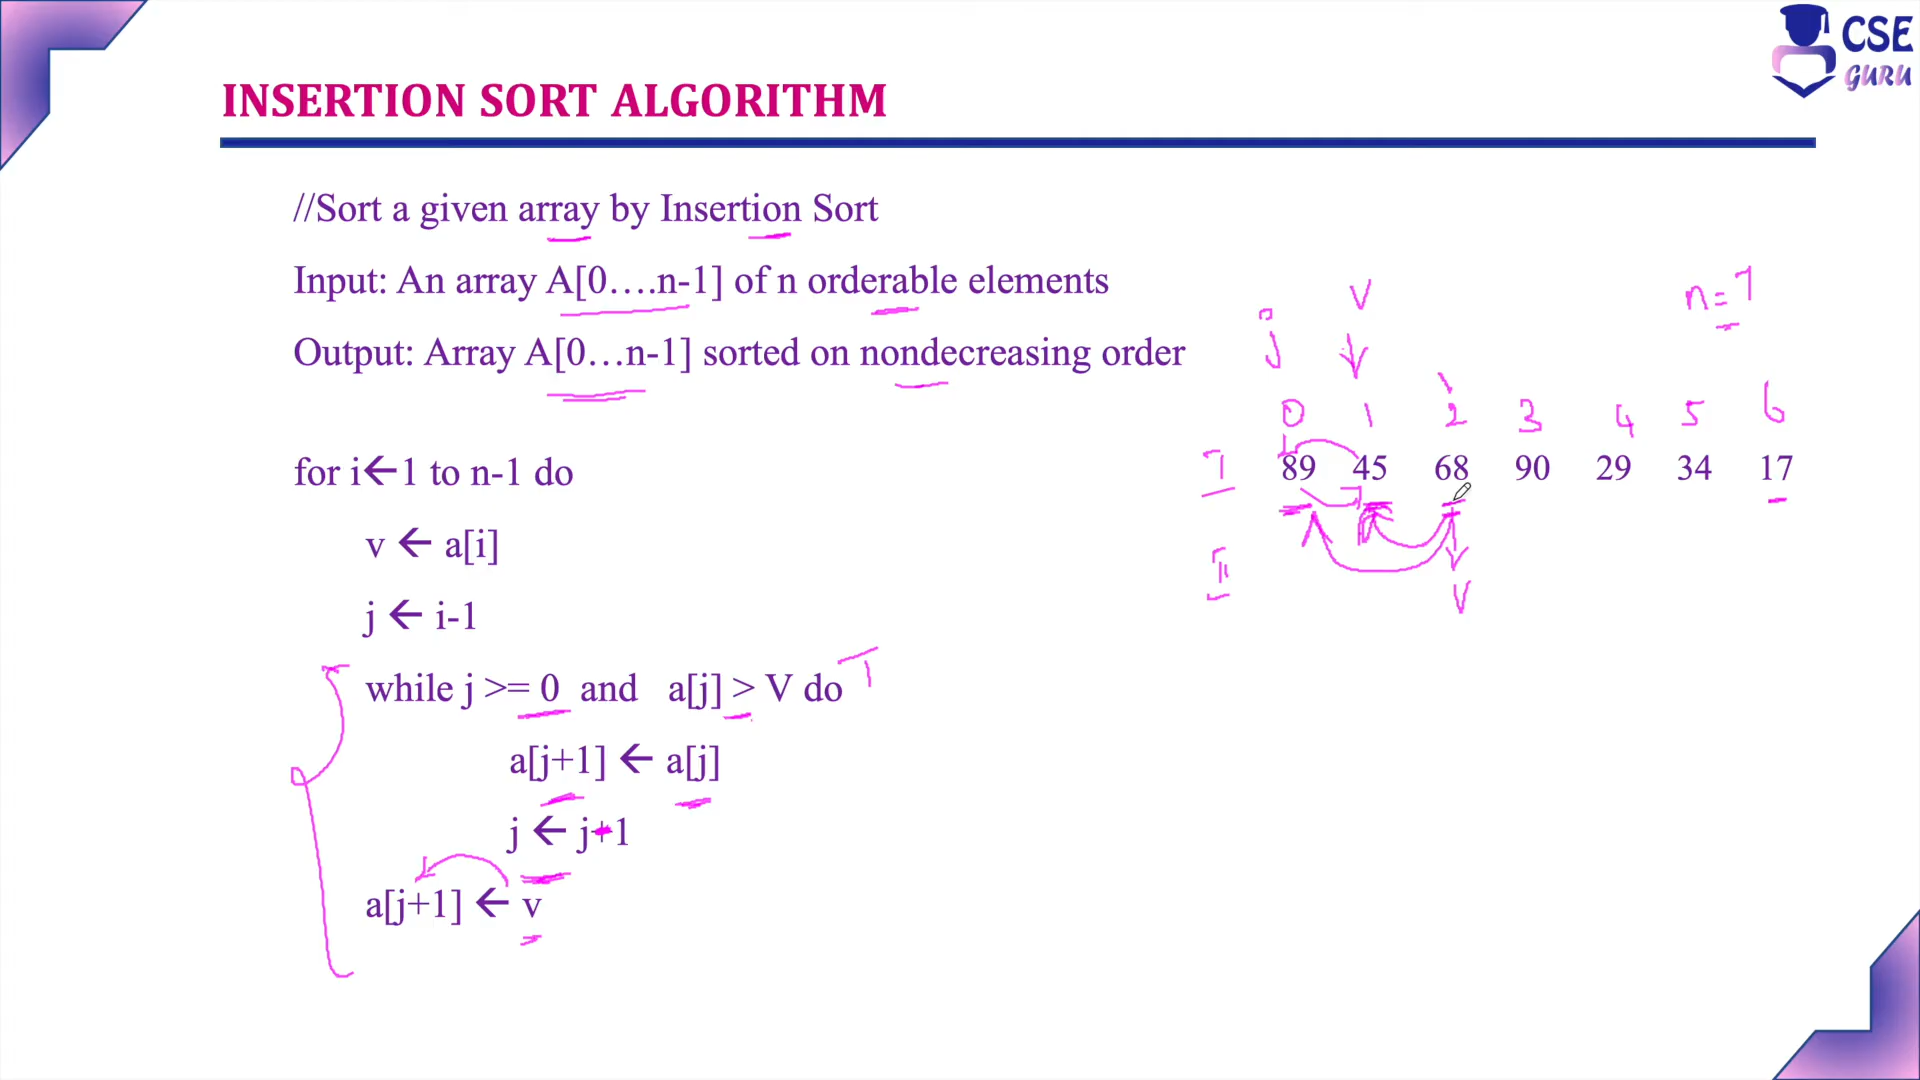 CSE
GURU
INSERTION SORT ALGORITHM
//Sort a given array by Insertion Sort
Input: An array A[0….n-1] of n orderable elements
Output: Array A[0…n-1] sorted on nondecreasing order
for i←1 to n-1 do
v ← a[i]
j ← i-1
while j >= 0 and a[j] > V do T
a[j+1] ← a[j]
j ← j+1
a[j+1] ← v
n=7
j V
0 1 2 3 4 5 6
I 89 45 68 90 29 34 17
II
V